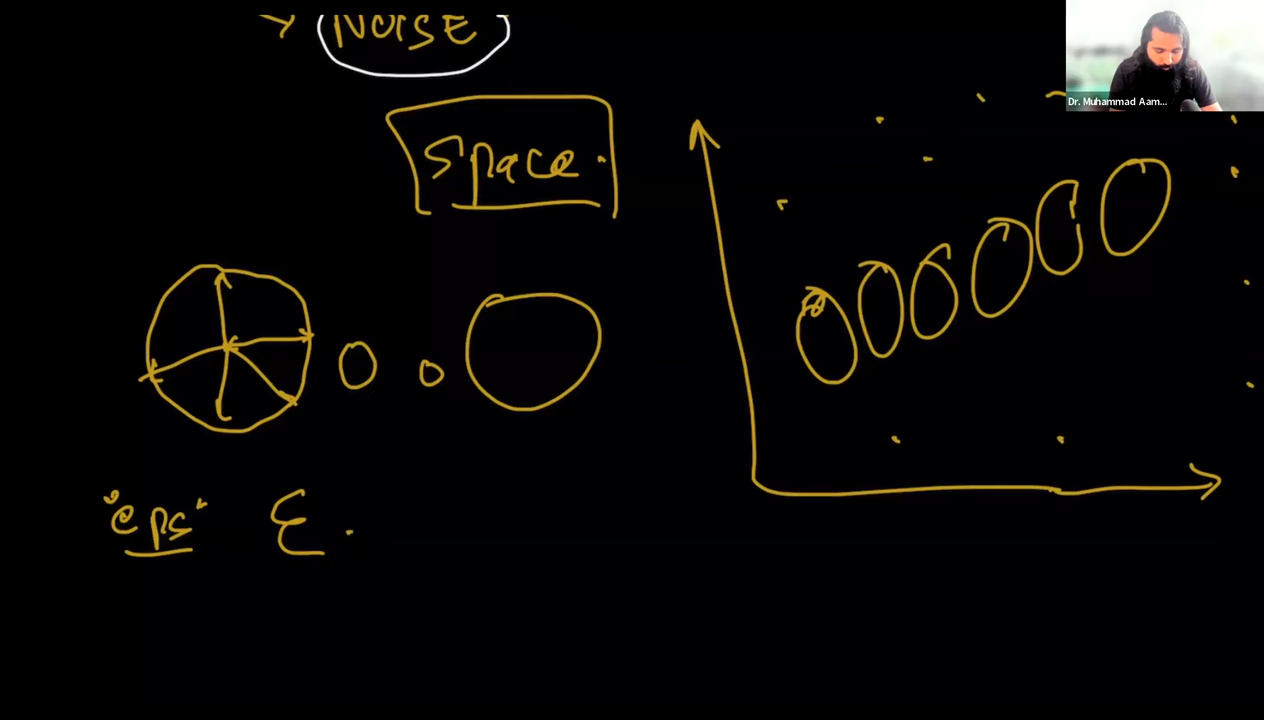 → NOISE
Space.
"eps" ε .
Dr. Muhammad Aam...